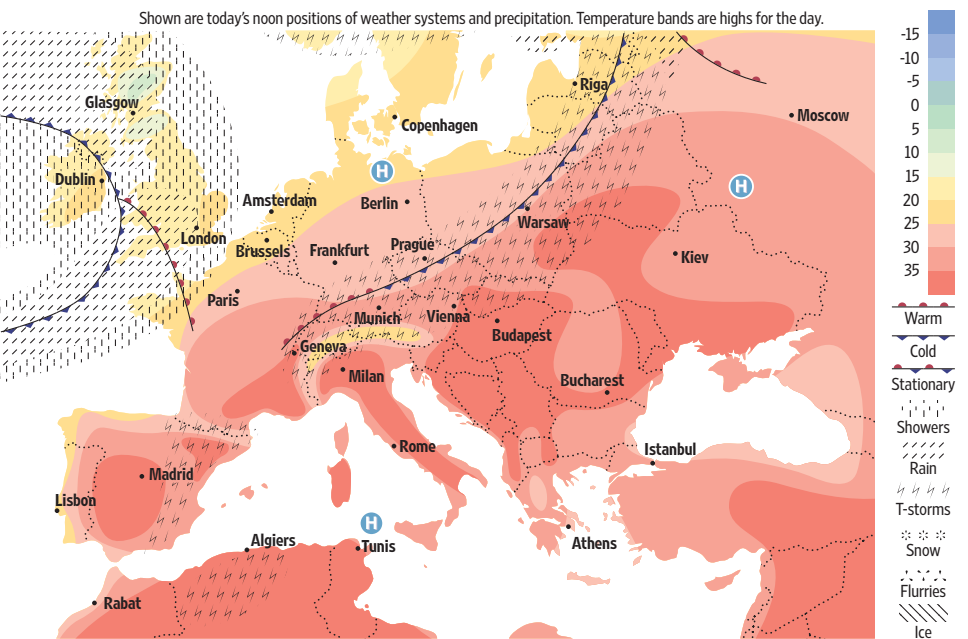 Shown are today's noon positions of weather systems and precipitation. Temperature bands are highs for the day.
-15
-10
-5
0
5
10
15
20
25
30
35
Warm
Cold
Stationary
Showers
Rain
T-storms
Snow
Flurries
Ice
Glasgow
Riga
Moscow
Copenhagen
H
Dublin
H
Amsterdam
Berlin
Warsaw
London
Brussels
Frankfurt
Prague
Kiev
Paris
Munich
Vienna
Budapest
Geneva
Milan
Bucharest
Rome
Istanbul
Madrid
Lisbon
H
Athens
Algiers
Tunis
Rabat